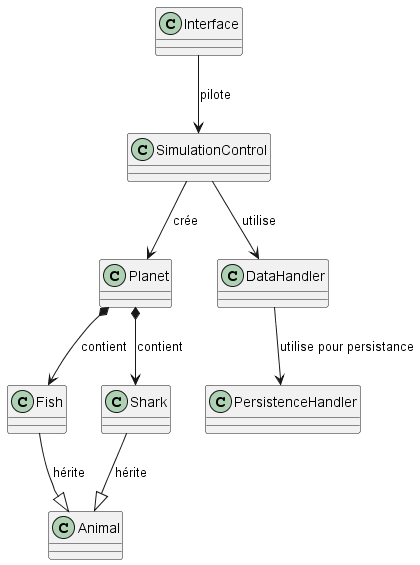 C Interface
pilote
C SimulationControl
crée
utilise
C Planet
C DataHandler
contient
contient
utilise pour persistance
C Fish
C Shark
C PersistenceHandler
hérite
hérite
C Animal